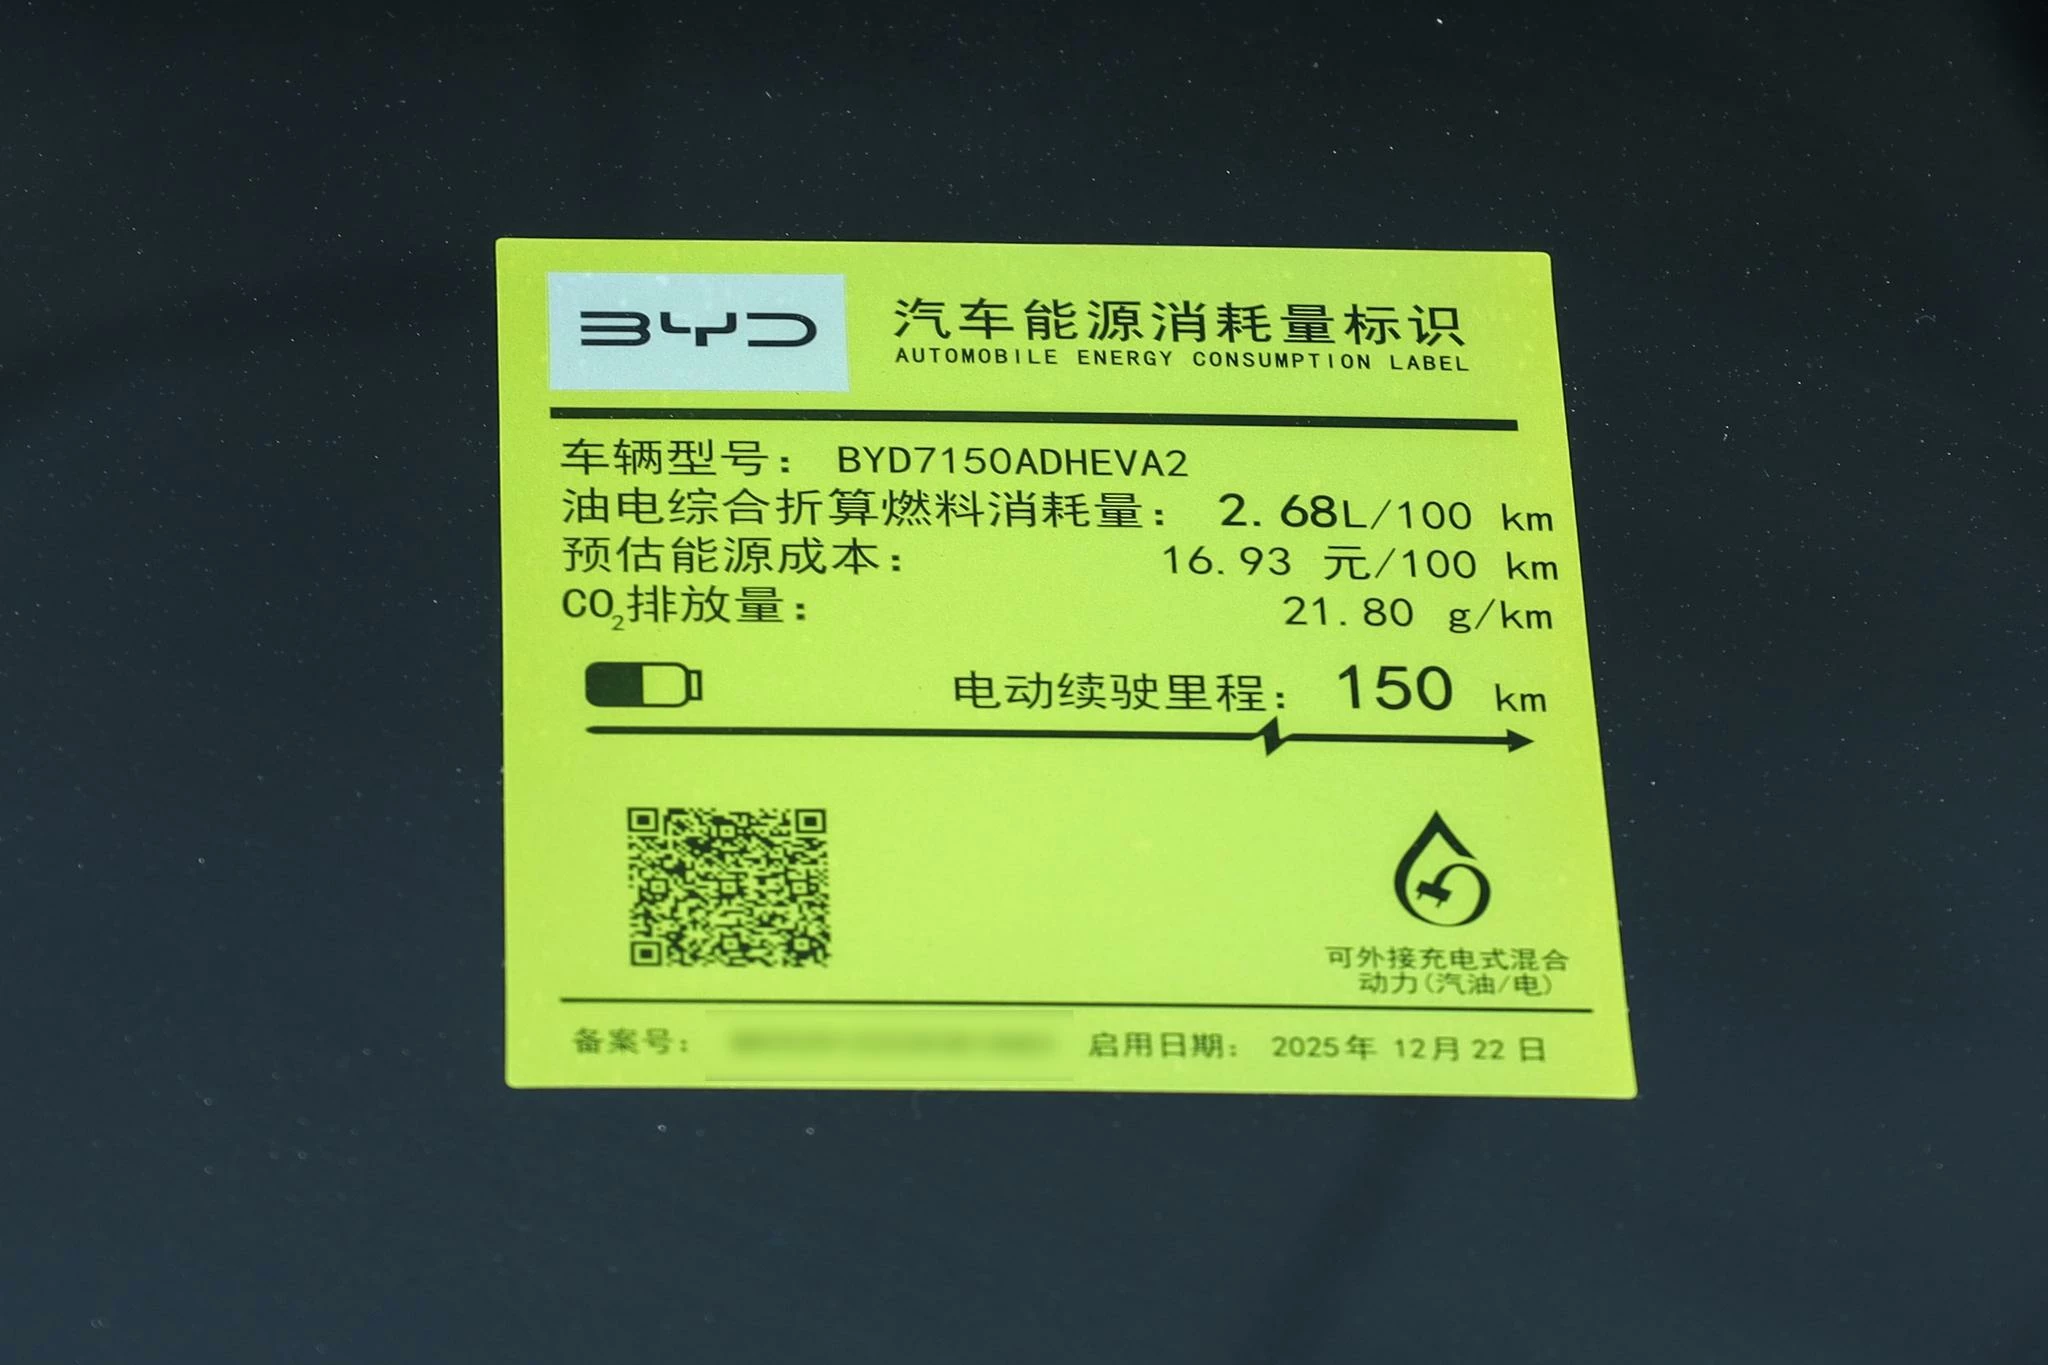 BYD
汽车能源消耗量标识
AUTOMOBILE ENERGY CONSUMPTION LABEL
车辆型号： BYD7150ADHEVA2
油电综合折算燃料消耗量： 2.68L/100 km
预估能源成本： 16.93 元/100 km
CO₂排放量： 21.80 g/km
电动续驶里程： 150 km
可外接充电式混合
动力(汽油/电)
备案号： 启用日期： 2025年 12月 22 日